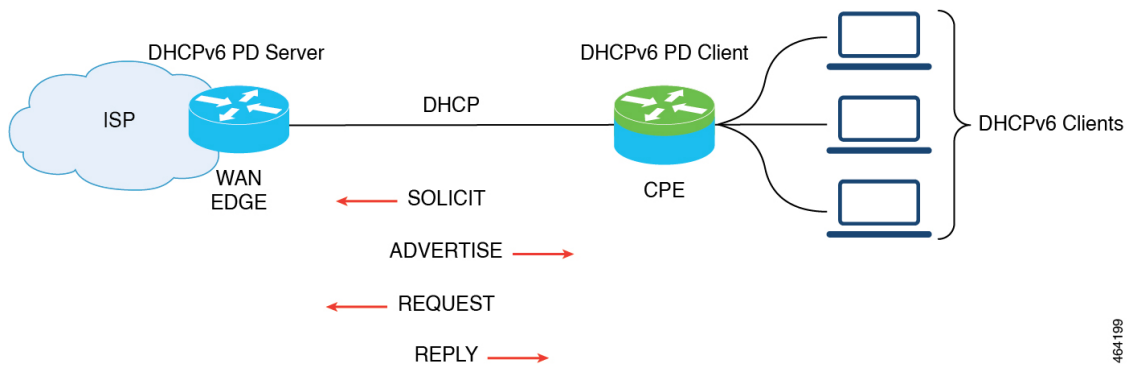 DHCPv6 PD Server
DHCPv6 PD Client
ISP
DHCP
DHCPv6 Clients
WAN
EDGE
CPE
SOLICIT
ADVERTISE
REQUEST
REPLY
464199